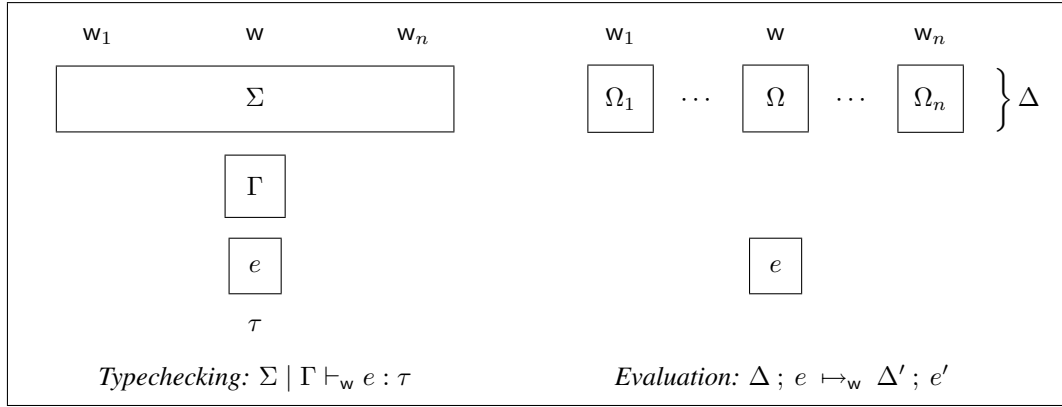 w₁ w wₙ w₁ w wₙ
Σ Ω₁ ··· Ω ··· Ωₙ } Δ
Γ
e e
τ
Typechecking: Σ | Γ ⊢w e : τ Evaluation: Δ ; e ↦w Δ′ ; e′